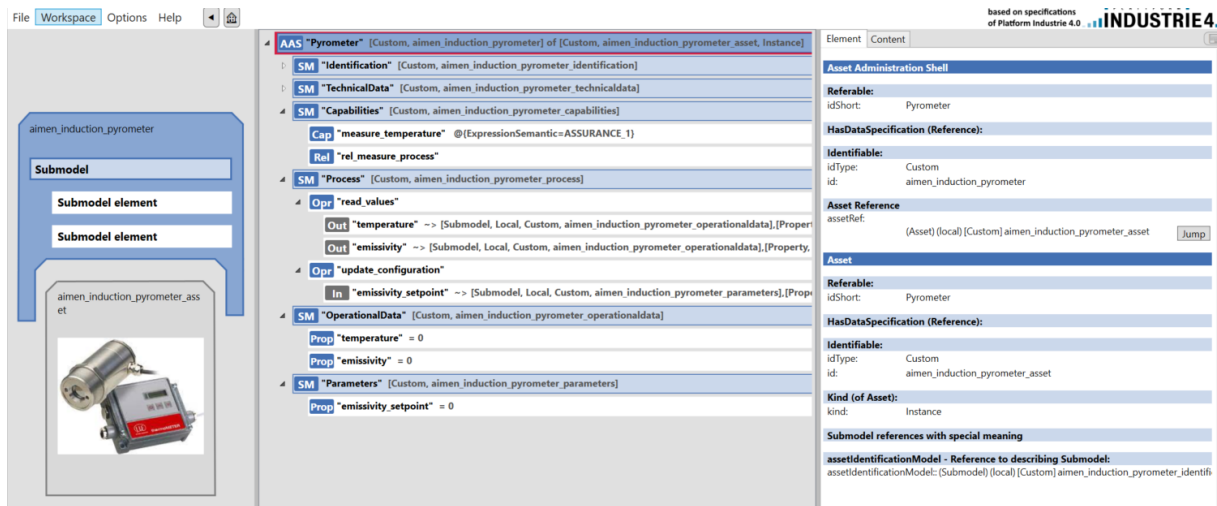 File Workspace Options Help
based on specifications
of Platform Industrie 4.0
INDUSTRIE4.
aimen_induction_pyrometer
Submodel
Submodel element
Submodel element
aimen_induction_pyrometer_ass
et
AAS "Pyrometer" [Custom, aimen_induction_pyrometer] of [Custom, aimen_induction_pyrometer_asset, Instance]
SM "Identification" [Custom, aimen_induction_pyrometer_identification]
SM "TechnicalData" [Custom, aimen_induction_pyrometer_technicaldata]
SM "Capabilities" [Custom, aimen_induction_pyrometer_capabilities]
Cap "measure_temperature" @{ExpressionSemantic=ASSURANCE_1}
Rel "rel_measure_process"
SM "Process" [Custom, aimen_induction_pyrometer_process]
Opr "read_values"
Out "temperature" ~> [Submodel, Local, Custom, aimen_induction_pyrometer_operationaldata],[Propert
Out "emissivity" ~> [Submodel, Local, Custom, aimen_induction_pyrometer_operationaldata],[Property,
Opr "update_configuration"
In "emissivity_setpoint" ~> [Submodel, Local, Custom, aimen_induction_pyrometer_parameters],[Prope
SM "OperationalData" [Custom, aimen_induction_pyrometer_operationaldata]
Prop "temperature" = 0
Prop "emissivity" = 0
SM "Parameters" [Custom, aimen_induction_pyrometer_parameters]
Prop "emissivity_setpoint" = 0
Element Content
Asset Administration Shell
Referable:
idShort: Pyrometer
HasDataSpecification (Reference):
Identifiable:
idType: Custom
id: aimen_induction_pyrometer
Asset Reference
assetRef:
(Asset) (local) [Custom] aimen_induction_pyrometer_asset Jump
Asset
Referable:
idShort: Pyrometer
HasDataSpecification (Reference):
Identifiable:
idType: Custom
id: aimen_induction_pyrometer_asset
Kind (of Asset):
kind: Instance
Submodel references with special meaning
assetIdentificationModel - Reference to describing Submodel:
assetIdentificationModel: (Submodel) (local) [Custom] aimen_induction_pyrometer_identifi